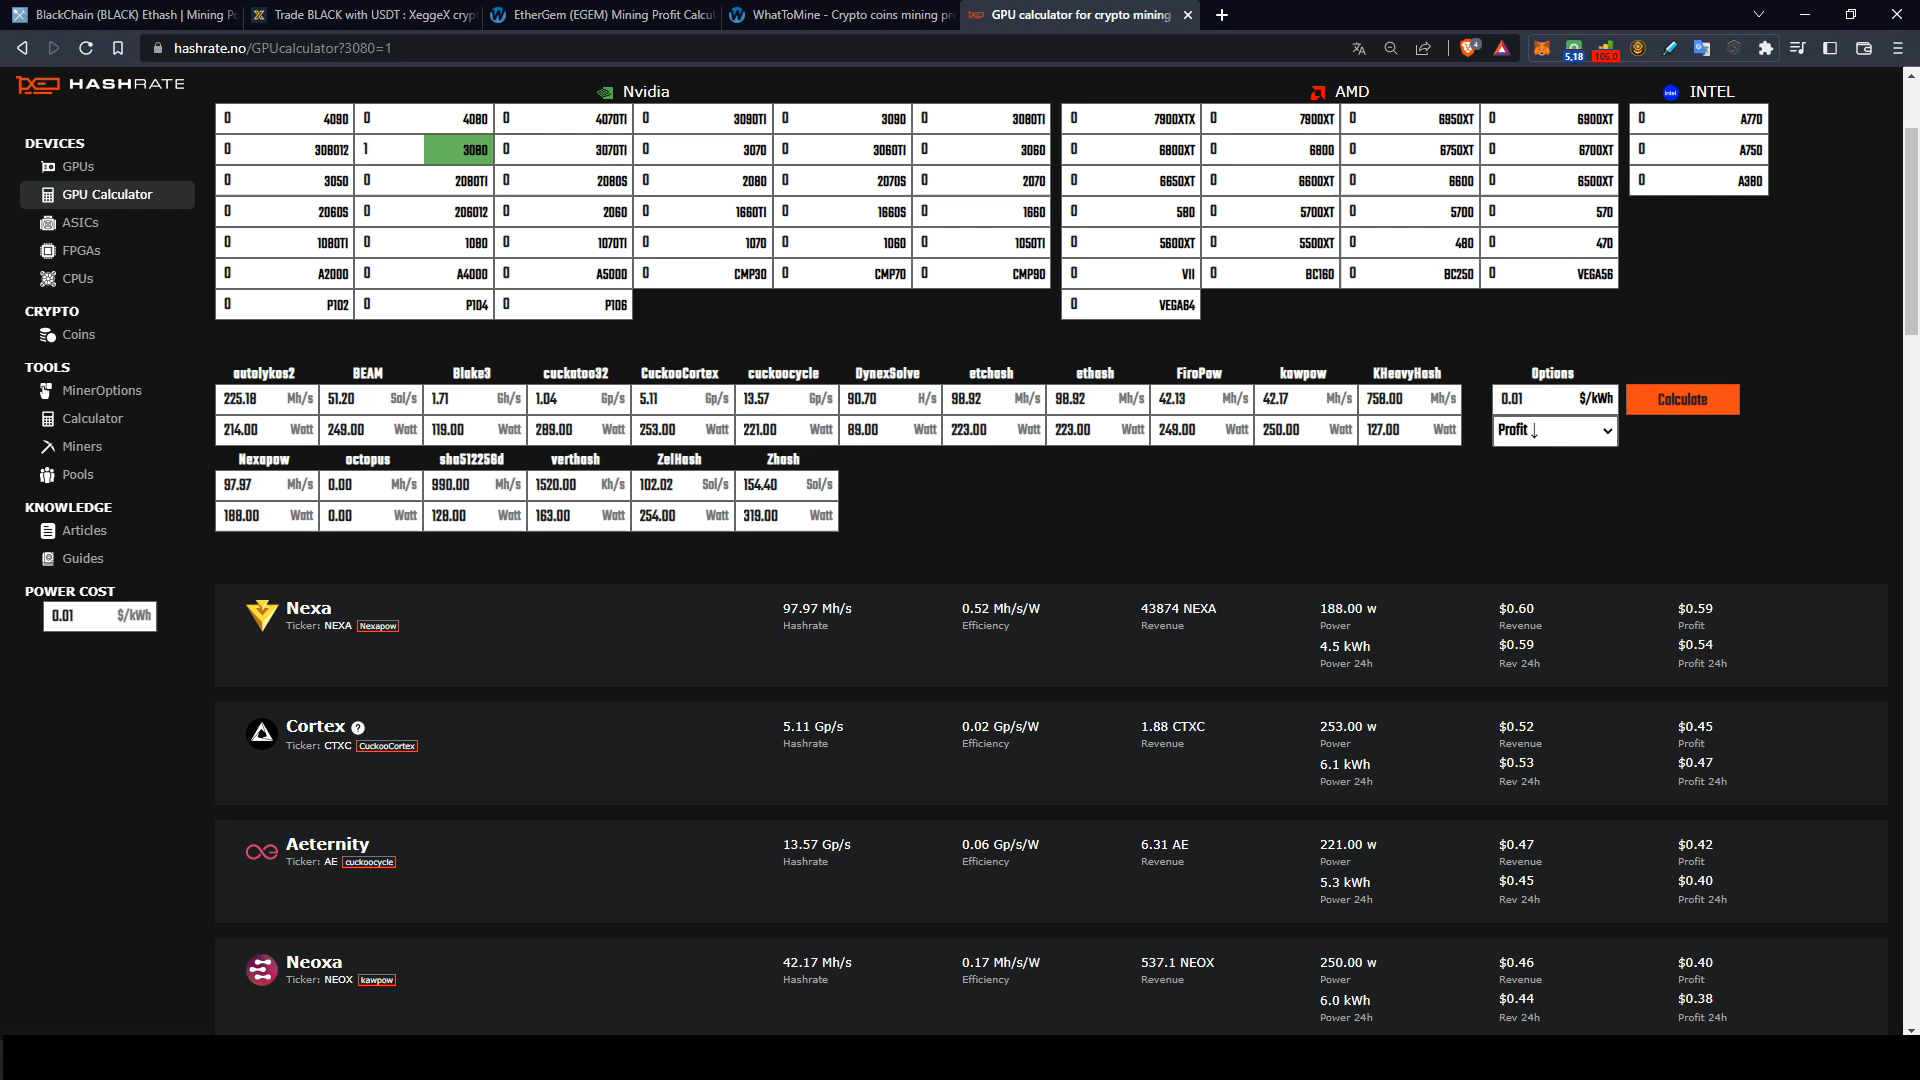 BlackChain (BLACK) Ethash | Mining Po
Trade BLACK with USDT : XeggeX cryp
EtherGem (EGEM) Mining Profit Calcul
WhatToMine - Crypto coins mining pr
GPU calculator for crypto mining
hashrate.no/GPUcalculator?3080=1
4
5,18
106,0
HASHRATE
Nvidia
AMD
intel INTEL
0 4090 0 4080 0 4070TI 0 3090TI 0 3090 0 3080TI 0 7900XTX 0 7900XT 0 6950XT 0 6900XT 0 A770
0 308012 1 3080 0 3070TI 0 3070 0 3060TI 0 3060 0 6800XT 0 6800 0 6750XT 0 6700XT 0 A750
0 3050 0 2080TI 0 2080S 0 2080 0 2070S 0 2070 0 6650XT 0 6600XT 0 6600 0 6500XT 0 A380
0 2060S 0 206012 0 2060 0 1660TI 0 1660S 0 1660 0 580 0 5700XT 0 5700 0 570
0 1080TI 0 1080 0 1070TI 0 1070 0 1060 0 1050TI 0 5600XT 0 5500XT 0 480 0 470
0 A2000 0 A4000 0 A5000 0 CMP30 0 CMP70 0 CMP90 0 VII 0 BC160 0 BC250 0 VEGA56
0 P102 0 P104 0 P106 0 VEGA64
DEVICES
GPUs
GPU Calculator
ASICs
FPGAs
CPUs
CRYPTO
Coins
TOOLS
MinerOptions
Calculator
Miners
Pools
KNOWLEDGE
Articles
Guides
POWER COST
0.01 $/kWh
autolykos2 BEAM Blake3 cuckatoo32 CuckooCortex cuckoocycle DynexSolve etchash ethash FiroPow kawpow KHeavyHash Options
225.18 Mh/s 51.20 Sol/s 1.71 Gh/s 1.04 Gp/s 5.11 Gp/s 13.57 Gp/s 90.70 H/s 98.92 Mh/s 98.92 Mh/s 42.13 Mh/s 42.17 Mh/s 758.00 Mh/s 0.01 $/kWh Calculate
214.00 Watt 249.00 Watt 119.00 Watt 289.00 Watt 253.00 Watt 221.00 Watt 89.00 Watt 223.00 Watt 223.00 Watt 249.00 Watt 250.00 Watt 127.00 Watt Profit ↓
Nexapow octopus sha512256d verthash ZelHash Zhash
97.97 Mh/s 0.00 Mh/s 990.00 Mh/s 1520.00 Kh/s 102.02 Sol/s 154.40 Sol/s
188.00 Watt 0.00 Watt 128.00 Watt 163.00 Watt 254.00 Watt 319.00 Watt
Nexa 97.97 Mh/s 0.52 Mh/s/W 43874 NEXA 188.00 w $0.60 $0.59
Ticker: NEXA Nexapow Hashrate Efficiency Revenue Power Revenue Profit
4.5 kWh $0.59 $0.54
Power 24h Rev 24h Profit 24h
Cortex ? 5.11 Gp/s 0.02 Gp/s/W 1.88 CTXC 253.00 w $0.52 $0.45
Ticker: CTXC CuckooCortex Hashrate Efficiency Revenue Power Revenue Profit
6.1 kWh $0.53 $0.47
Power 24h Rev 24h Profit 24h
Aeternity 13.57 Gp/s 0.06 Gp/s/W 6.31 AE 221.00 w $0.47 $0.42
Ticker: AE cuckoocycle Hashrate Efficiency Revenue Power Revenue Profit
5.3 kWh $0.45 $0.40
Power 24h Rev 24h Profit 24h
Neoxa 42.17 Mh/s 0.17 Mh/s/W 537.1 NEOX 250.00 w $0.46 $0.40
Ticker: NEOX kawpow Hashrate Efficiency Revenue Power Revenue Profit
6.0 kWh $0.44 $0.38
Power 24h Rev 24h Profit 24h